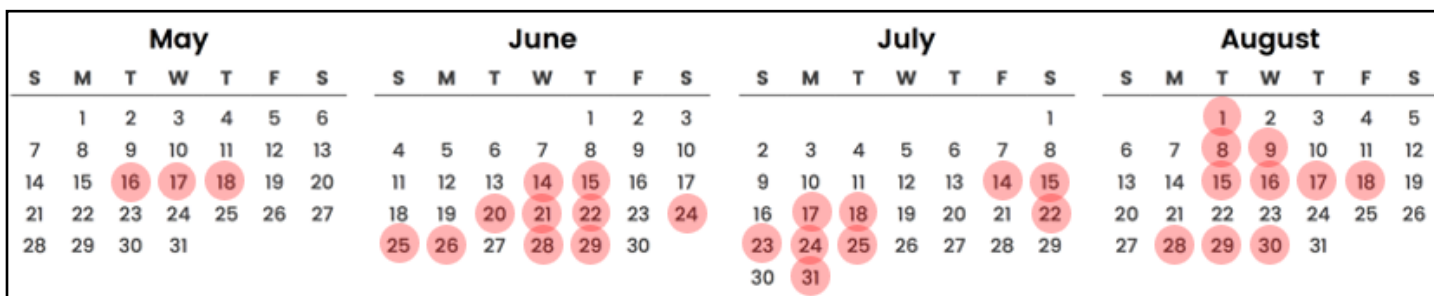 May June July August
S M T W T F S S M T W T F S S M T W T F S S M T W T F S
1 2 3 4 5 6 1 2 3 1 1 2 3 4 5
7 8 9 10 11 12 13 4 5 6 7 8 9 10 2 3 4 5 6 7 8 6 7 8 9 10 11 12
14 15 16 17 18 19 20 11 12 13 14 15 16 17 9 10 11 12 13 14 15 13 14 15 16 17 18 19
21 22 23 24 25 26 27 18 19 20 21 22 23 24 16 17 18 19 20 21 22 20 21 22 23 24 25 26
28 29 30 31 25 26 27 28 29 30 23 24 25 26 27 28 29 27 28 29 30 31
30 31